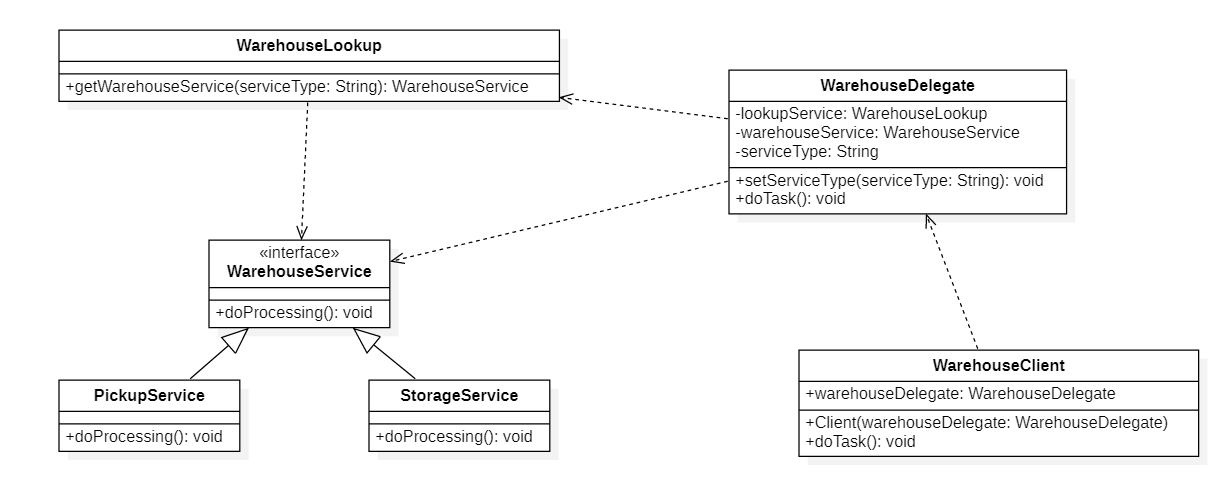 WarehouseLookup
+getWarehouseService(serviceType: String): WarehouseService
WarehouseDelegate
-lookupService: WarehouseLookup
-warehouseService: WarehouseService
-serviceType: String
+setServiceType(serviceType: String): void
+doTask(): void
«interface»
WarehouseService
+doProcessing(): void
PickupService
+doProcessing(): void
StorageService
+doProcessing(): void
WarehouseClient
+warehouseDelegate: WarehouseDelegate
+Client(warehouseDelegate: WarehouseDelegate)
+doTask(): void